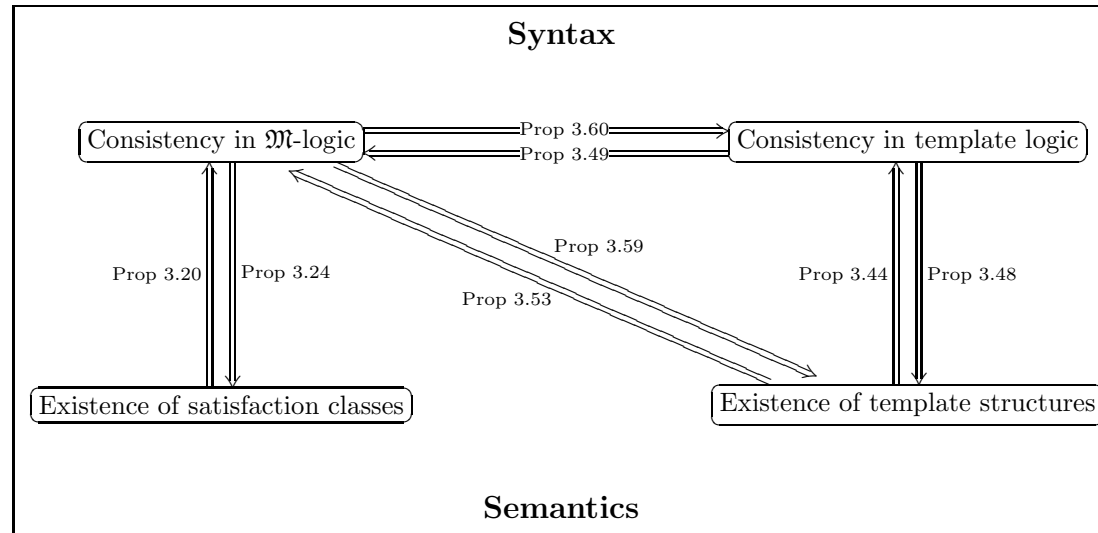 Syntax
Consistency in 𝔐-logic
Prop 3.60
Prop 3.49
Consistency in template logic
Prop 3.59
Prop 3.20
Prop 3.24
Prop 3.44
Prop 3.48
Prop 3.53
Existence of satisfaction classes
Existence of template structures
Semantics